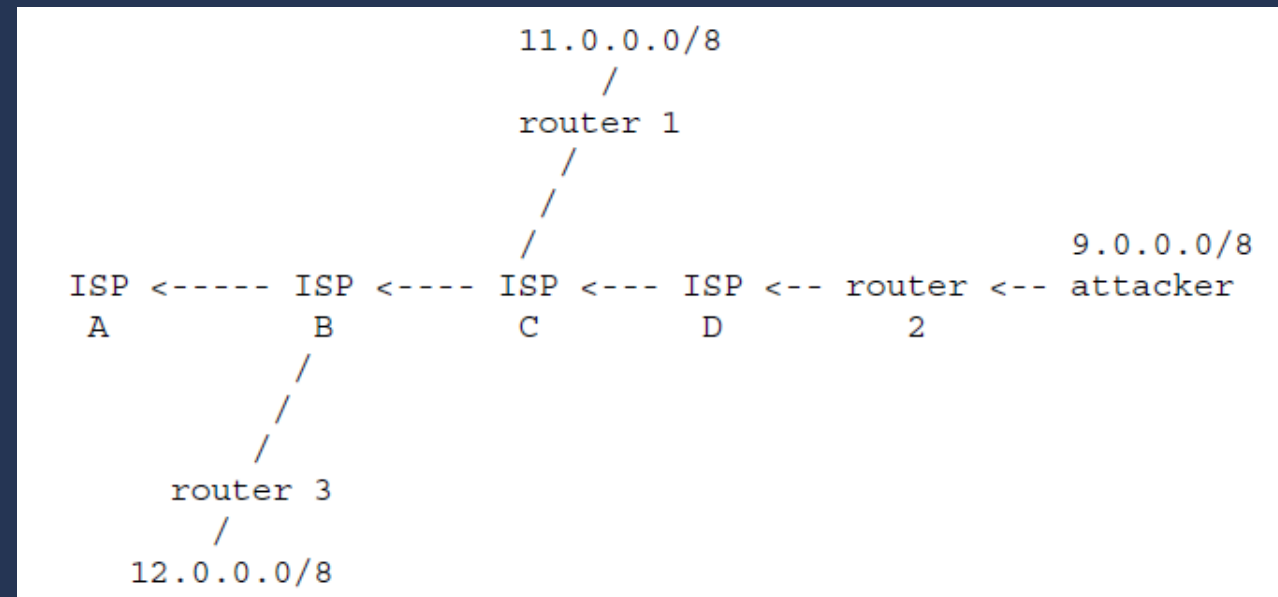 11.0.0.0/8
/
router 1
/
/
/
9.0.0.0/8
ISP <----- ISP <---- ISP <--- ISP <-- router <-- attacker
A B C D 2
/
/
/
router 3
/
12.0.0.0/8